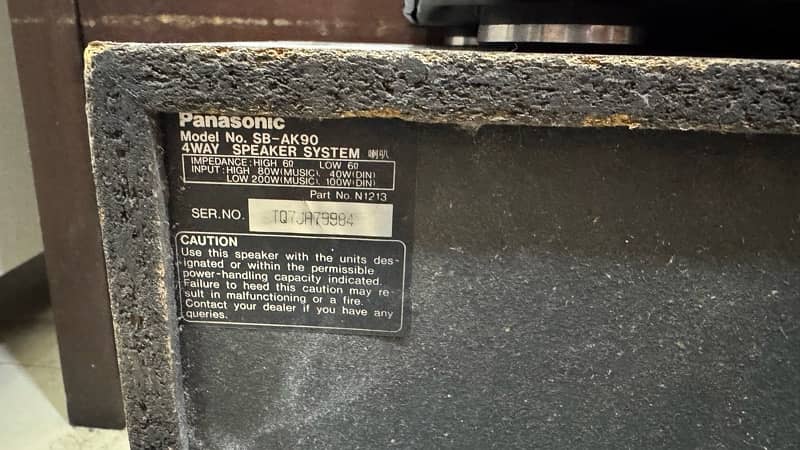 Panasonic
Model No. SB-AK90
4WAY SPEAKER SYSTEM 喇叭
IMPEDANCE: HIGH 6Ω LOW 6Ω
INPUT: HIGH 80W(MUSIC), 40W(DIN)
LOW 200W(MUSIC), 100W(DIN)
Part No. N1213
SER.NO. TQ7JA79984
CAUTION
Use this speaker with the units des-
ignated or within the permissible
power-handling capacity indicated.
Failure to heed this caution may re-
sult in malfunctioning or a fire.
Contact your dealer if you have any
queries.